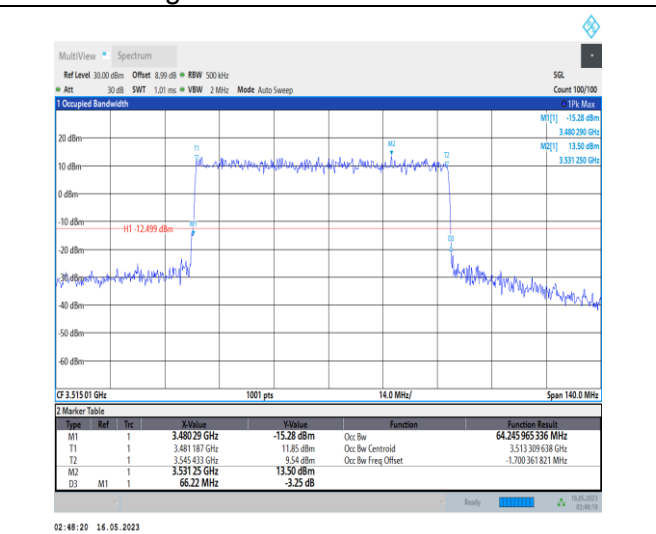 MultiView Spectrum
Ref Level 30.00 dBm Offset 8.99 dB RBW 500 kHz SGL
Att 30 dB SWT 1.01 ms VBW 2 MHz Mode Auto Sweep Count 100/100
1 Occupied Bandwidth 1Pk Max
M1[1] -15.28 dBm
3.480 290 GHz
M2[1] 13.50 dBm
3.531 250 GHz
20 dBm
T1
M2
T2
10 dBm
0 dBm
-10 dBm
H1 -12.499 dBm
M1
D3
-20 dBm
-30 dBm
-40 dBm
-50 dBm
-60 dBm
CF 3.515 01 GHz 1001 pts 14.0 MHz/ Span 140.0 MHz
2 Marker Table
Type Ref Trc X-Value Y-Value Function Function Result
M1 1 3.480 29 GHz -15.28 dBm Occ Bw 64.245 965 336 MHz
T1 1 3.481 187 GHz 11.85 dBm Occ Bw Centroid 3.513 309 638 GHz
T2 1 3.545 433 GHz 9.54 dBm Occ Bw Freq Offset -1.700 361 821 MHz
M2 1 3.531 25 GHz 13.50 dBm
D3 M1 1 66.22 MHz -3.25 dB
Ready 16.05.2023
02:48:19
02:48:20 16.05.2023